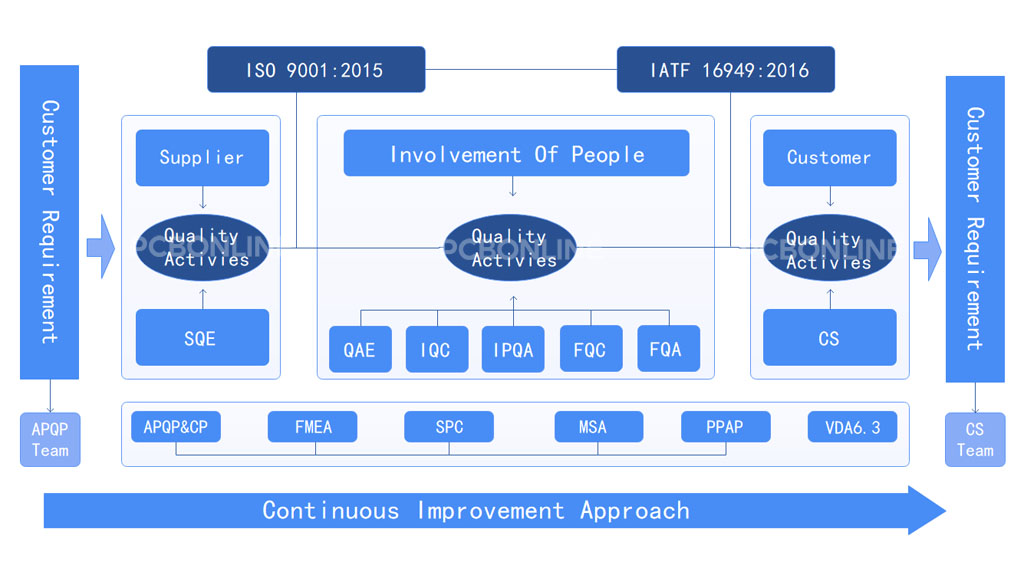 ISO 9001:2015
IATF 16949:2016
Customer Requirement
Supplier
Involvement Of People
Customer
Customer Requirement
PCBONLINE
Quality
Activies
PCBONLINE
Quality
Activies
PCBONLINE
Quality
Activies
SQE
QAE
IQC
IPQA
FQC
FQA
CS
APQP
Team
APQP&CP
FMEA
SPC
MSA
PPAP
VDA6.3
CS
Team
Continuous Improvement Approach